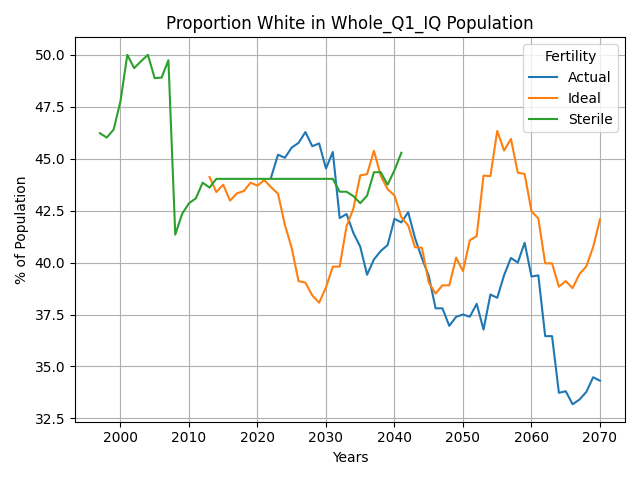 Proportion White in Whole_Q1_IQ Population
% of Population
50.0
47.5
45.0
42.5
40.0
37.5
35.0
32.5
Fertility
Actual
Ideal
Sterile
2000 2010 2020 2030 2040 2050 2060 2070
Years